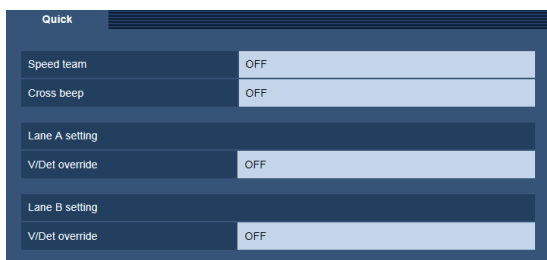 Quick
Speed team OFF
Cross beep OFF
Lane A setting
V/Det override OFF
Lane B setting
V/Det override OFF